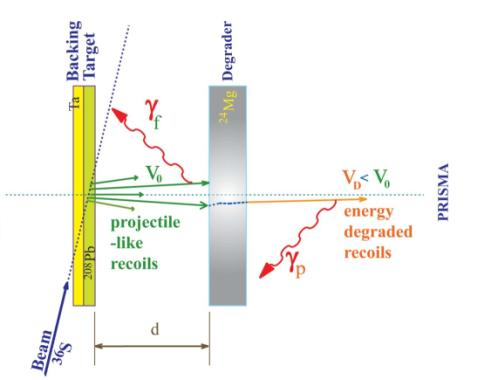 Backing
Target
Degrader
Ta
²⁴Mg
γf
V₀
V_D < V₀
PRISMA
projectile
-like
recoils
energy
degraded
recoils
γp
208Pb
d
Beam
³⁶S